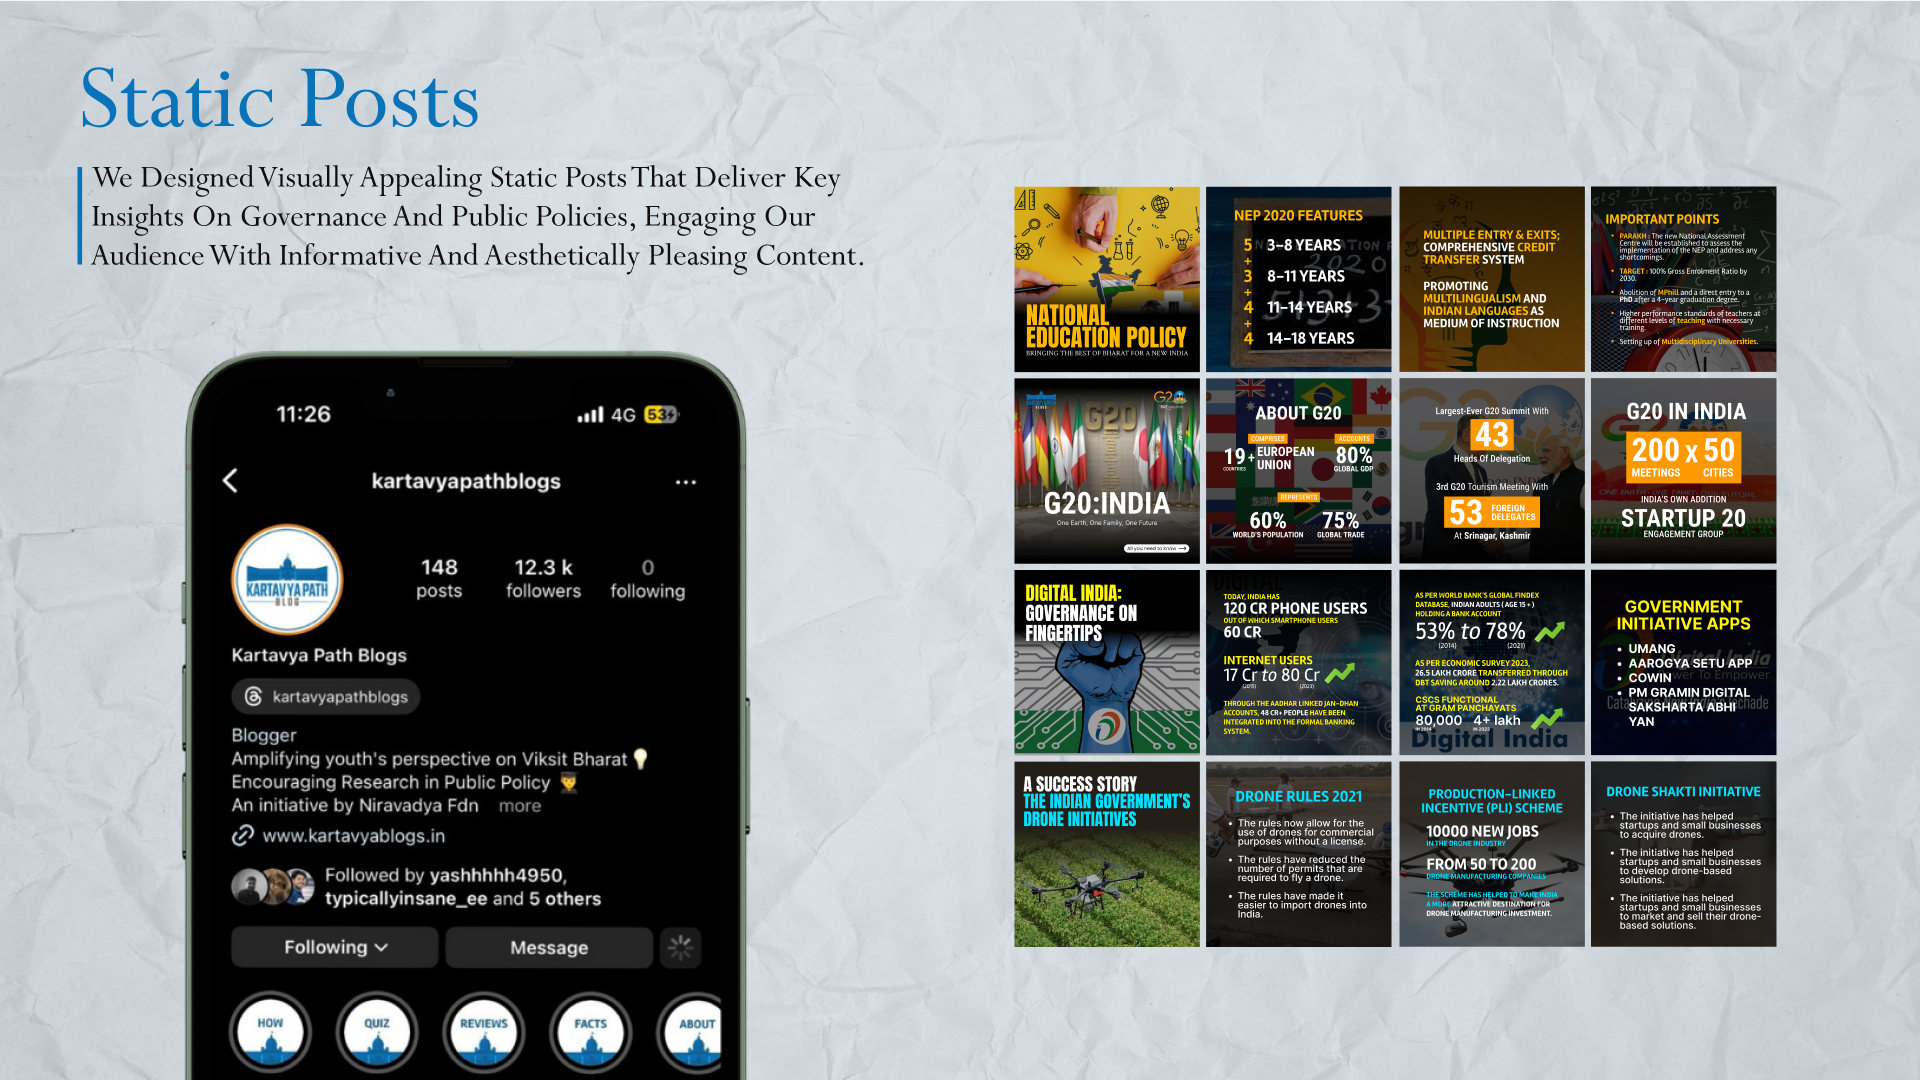 Static Posts
We Designed Visually Appealing Static Posts That Deliver Key
Insights On Governance And Public Policies, Engaging Our
Audience With Informative And Aesthetically Pleasing Content.
11:26
4G 53
kartavyapathblogs
KARTAVYA PATH
BLOG
148
posts
12.3 k
followers
0
following
Kartavya Path Blogs
kartavyapathblogs
Blogger
Amplifying youth's perspective on Viksit Bharat
Encouraging Research in Public Policy
An initiative by Niravadya Fdn more
www.kartavyablogs.in
Followed by yashhhhh4950,
typicallyinsane_ee and 5 others
Following
Message
HOW
QUIZ
REVIEWS
FACTS
ABOUT
NATIONAL
EDUCATION POLICY
BRINGING THE BEST OF BHARAT FOR A NEW INDIA
NEP 2020 FEATURES
5 3–8 YEARS
+
3 8–11 YEARS
+
4 11–14 YEARS
+
4 14–18 YEARS
MULTIPLE ENTRY & EXITS;
COMPREHENSIVE CREDIT
TRANSFER SYSTEM
PROMOTING
MULTILINGUALISM AND
INDIAN LANGUAGES AS
MEDIUM OF INSTRUCTION
IMPORTANT POINTS
• PARAKH : The new National Assessment
Centre will be established to assess the
implementation of the NEP and address any
shortcomings.
• TARGET : 100% Gross Enrolment Ratio by
2030.
• Abolition of MPhill and a direct entry to a
PhD after a 4-year graduation degree.
• Higher performance standards of teachers at
different levels of teaching with necessary
training.
• Setting up of Multidisciplinary Universities.
KARTAVYA PATH
G20
G20
G20:INDIA
One Earth, One Family, One Future
All you need to Know
ABOUT G20
COMPRISES
19 + EUROPEAN
UNION
COUNTRIES
ACCOUNTS
80%
GLOBAL GDP
REPRESENTS
60%
WORLD'S POPULATION
75%
GLOBAL TRADE
Largest-Ever G20 Summit With
43
Heads Of Delegation
3rd G20 Tourism Meeting With
53 FOREIGN
DELEGATES
At Srinagar, Kashmir
G20 IN INDIA
200 x 50
MEETINGS CITIES
INDIA'S OWN ADDITION
STARTUP 20
ENGAGEMENT GROUP
DIGITAL INDIA:
GOVERNANCE ON
FINGERTIPS
DIGITAL
TODAY, INDIA HAS
120 CR PHONE USERS
OUT OF WHICH SMARTPHONE USERS
60 CR
INTERNET USERS
17 Cr to 80 Cr
(2015) (2023)
THROUGH THE AADHAR LINKED JAN-DHAN
ACCOUNTS, 48 CR+ PEOPLE HAVE BEEN
INTEGRATED INTO THE FORMAL BANKING
SYSTEM.
AS PER WORLD BANK'S GLOBAL FINDEX
DATABASE, INDIAN ADULTS ( AGE 15 + )
HOLDING A BANK ACCOUNT
53% to 78%
(2014) (2021)
AS PER ECONOMIC SURVEY 2023,
26.5 LAKH CRORE TRANSFERRED THROUGH
DBT SAVING AROUND 2.22 LAKH CRORES.
CSCS FUNCTIONAL
AT GRAM PANCHAYATS
80,000 4+ lakh
IN 2014 IN 2023
Digital India
GOVERNMENT
INITIATIVE APPS
• UMANG
• AAROGYA SETU APP
• COWIN
• PM GRAMIN DIGITAL
SAKSHARTA ABHI
YAN
A SUCCESS STORY
THE INDIAN GOVERNMENT'S
DRONE INITIATIVES
DRONE RULES 2021
• The rules now allow for the
use of drones for commercial
purposes without a license.
• The rules have reduced the
number of permits that are
required to fly a drone.
• The rules have made it
easier to import drones into
India.
PRODUCTION-LINKED
INCENTIVE (PLI) SCHEME
10000 NEW JOBS
IN THE DRONE INDUSTRY
FROM 50 TO 200
DRONE MANUFACTURING COMPANIES
THE SCHEME HAS HELPED TO MAKE INDIA
A MORE ATTRACTIVE DESTINATION FOR
DRONE MANUFACTURING INVESTMENT.
DRONE SHAKTI INITIATIVE
• The initiative has helped
startups and small businesses
to acquire drones.
• The initiative has helped
startups and small businesses
to develop drone-based
solutions.
• The initiative has helped
startups and small businesses
to market and sell their drone-
based solutions.